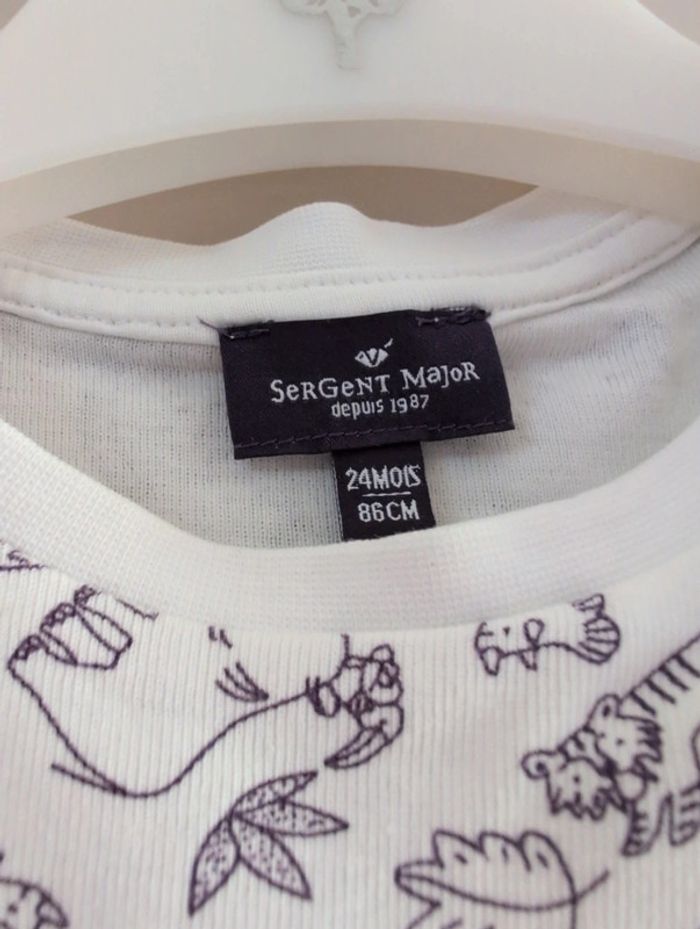 SerGeNT MaJoR
depuis 1987
24MOIS
86CM